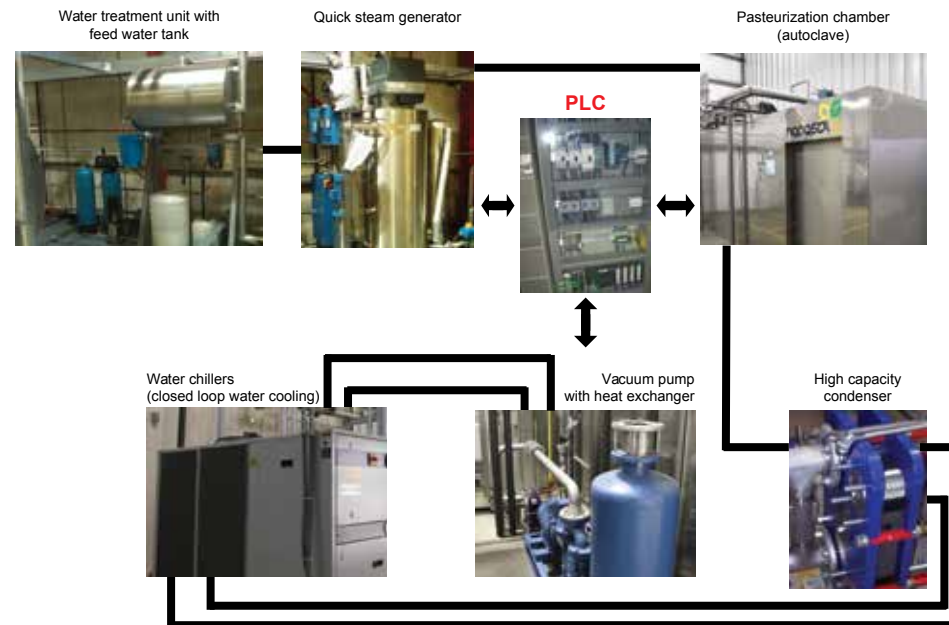 Water treatment unit with
feed water tank
Quick steam generator
Pasteurization chamber
(autoclave)
PLC
napasol
Water chillers
(closed loop water cooling)
Vacuum pump
with heat exchanger
High capacity
condenser